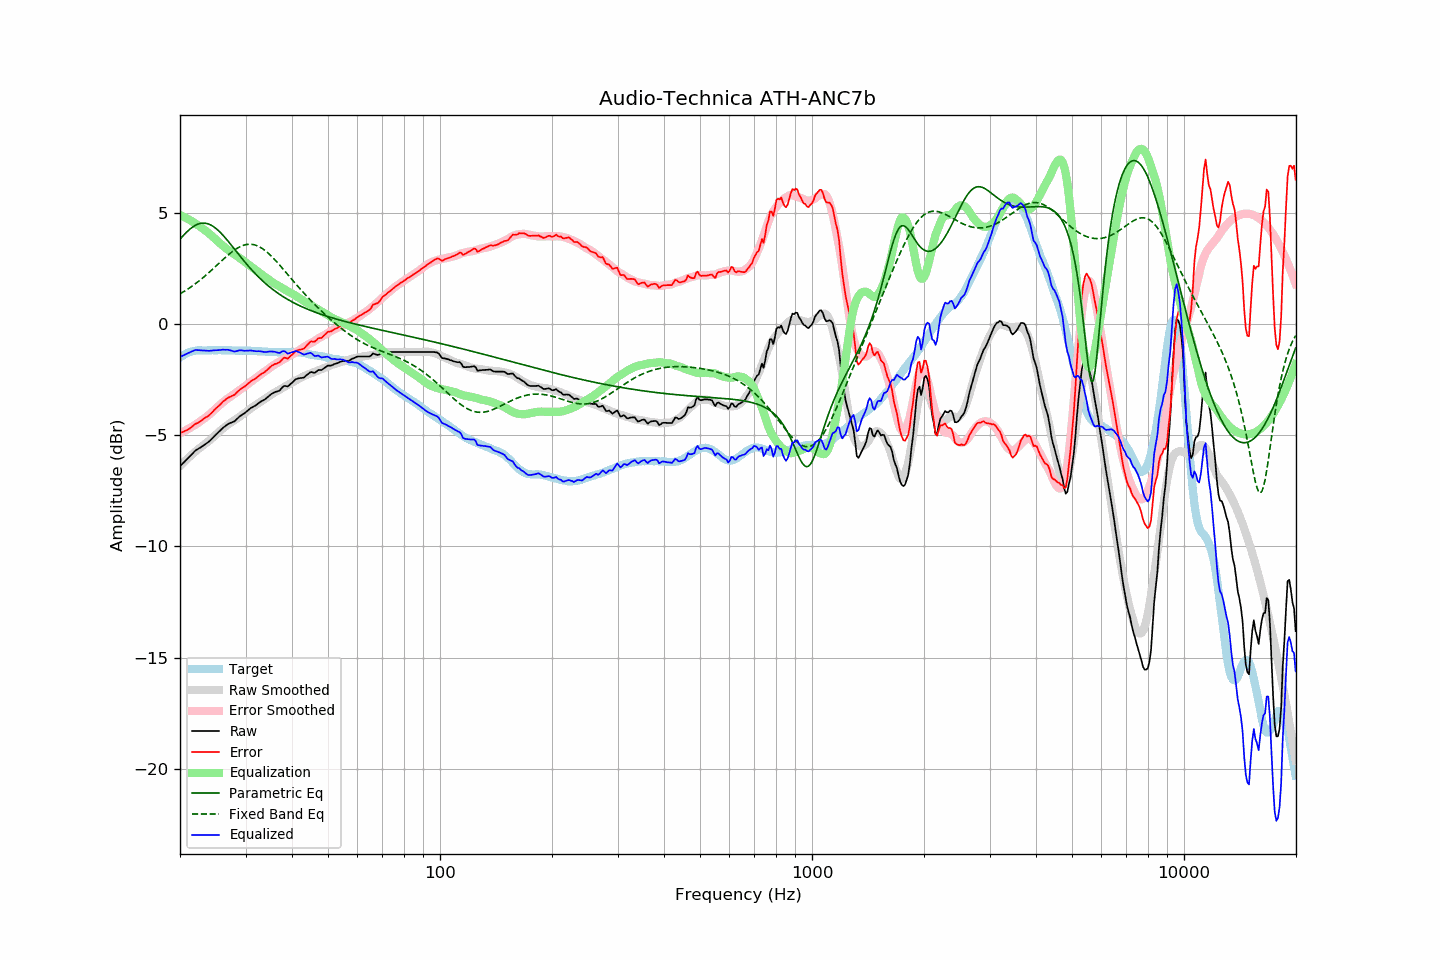 Audio-Technica ATH-ANC7b
Amplitude (dBr)
5
0
−5
−10
−15
−20
Target
Raw Smoothed
Error Smoothed
Raw
Error
Equalization
Parametric Eq
Fixed Band Eq
Equalized
100
1000
10000
Frequency (Hz)